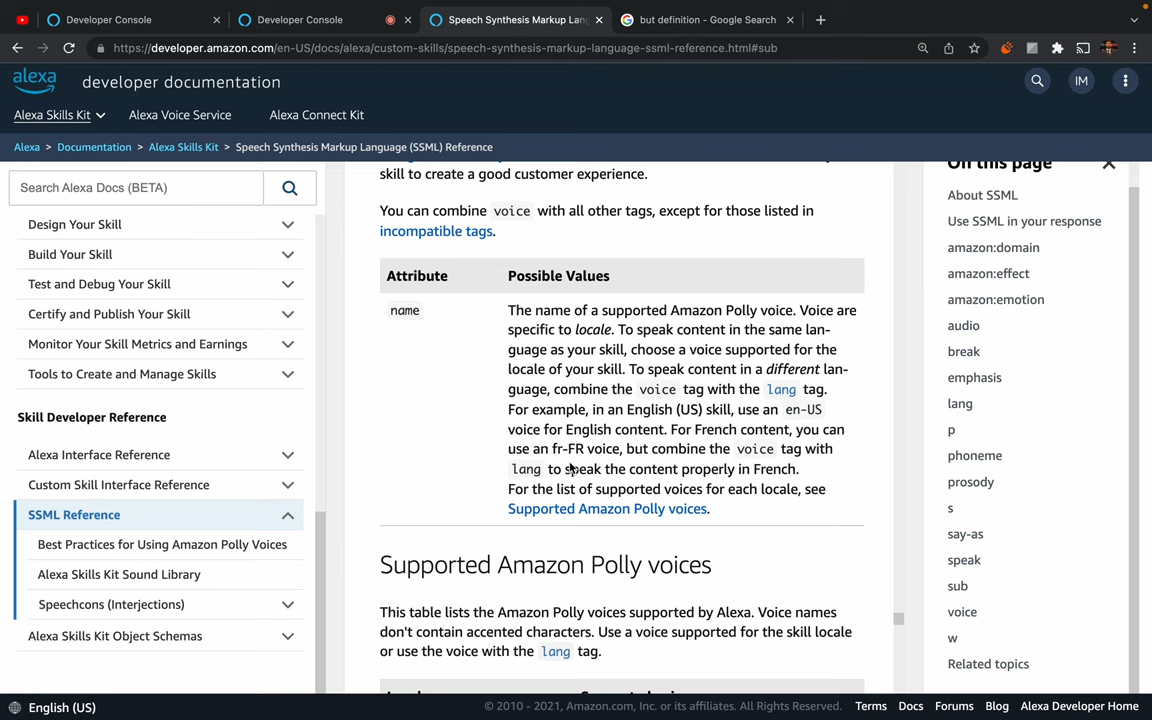 Developer Console
Developer Console
Speech Synthesis Markup Lan
but definition - Google Search
https://developer.amazon.com/en-US/docs/alexa/custom-skills/speech-synthesis-markup-language-ssml-reference.html#sub
alexa
developer documentation
IM
Alexa Skills Kit
Alexa Voice Service
Alexa Connect Kit
Alexa > Documentation > Alexa Skills Kit > Speech Synthesis Markup Language (SSML) Reference
Search Alexa Docs (BETA)
Design Your Skill
Build Your Skill
Test and Debug Your Skill
Certify and Publish Your Skill
Monitor Your Skill Metrics and Earnings
Tools to Create and Manage Skills
Skill Developer Reference
Alexa Interface Reference
Custom Skill Interface Reference
SSML Reference
Best Practices for Using Amazon Polly Voices
Alexa Skills Kit Sound Library
Speechcons (Interjections)
Alexa Skills Kit Object Schemas
skill to create a good customer experience.
You can combine voice with all other tags, except for those listed in
incompatible tags.
Attribute
Possible Values
name
The name of a supported Amazon Polly voice. Voice are
specific to locale. To speak content in the same lan-
guage as your skill, choose a voice supported for the
locale of your skill. To speak content in a different lan-
guage, combine the voice tag with the lang tag.
For example, in an English (US) skill, use an en-US
voice for English content. For French content, you can
use an fr-FR voice, but combine the voice tag with
lang to speak the content properly in French.
For the list of supported voices for each locale, see
Supported Amazon Polly voices.
Supported Amazon Polly voices
This table lists the Amazon Polly voices supported by Alexa. Voice names
don't contain accented characters. Use a voice supported for the skill locale
or use the voice with the lang tag.
On this page
About SSML
Use SSML in your response
amazon:domain
amazon:effect
amazon:emotion
audio
break
emphasis
lang
p
phoneme
prosody
s
say-as
speak
sub
voice
w
Related topics
English (US)
© 2010 - 2021, Amazon.com, Inc. or its affiliates. All Rights Reserved.
Terms
Docs
Forums
Blog
Alexa Developer Home